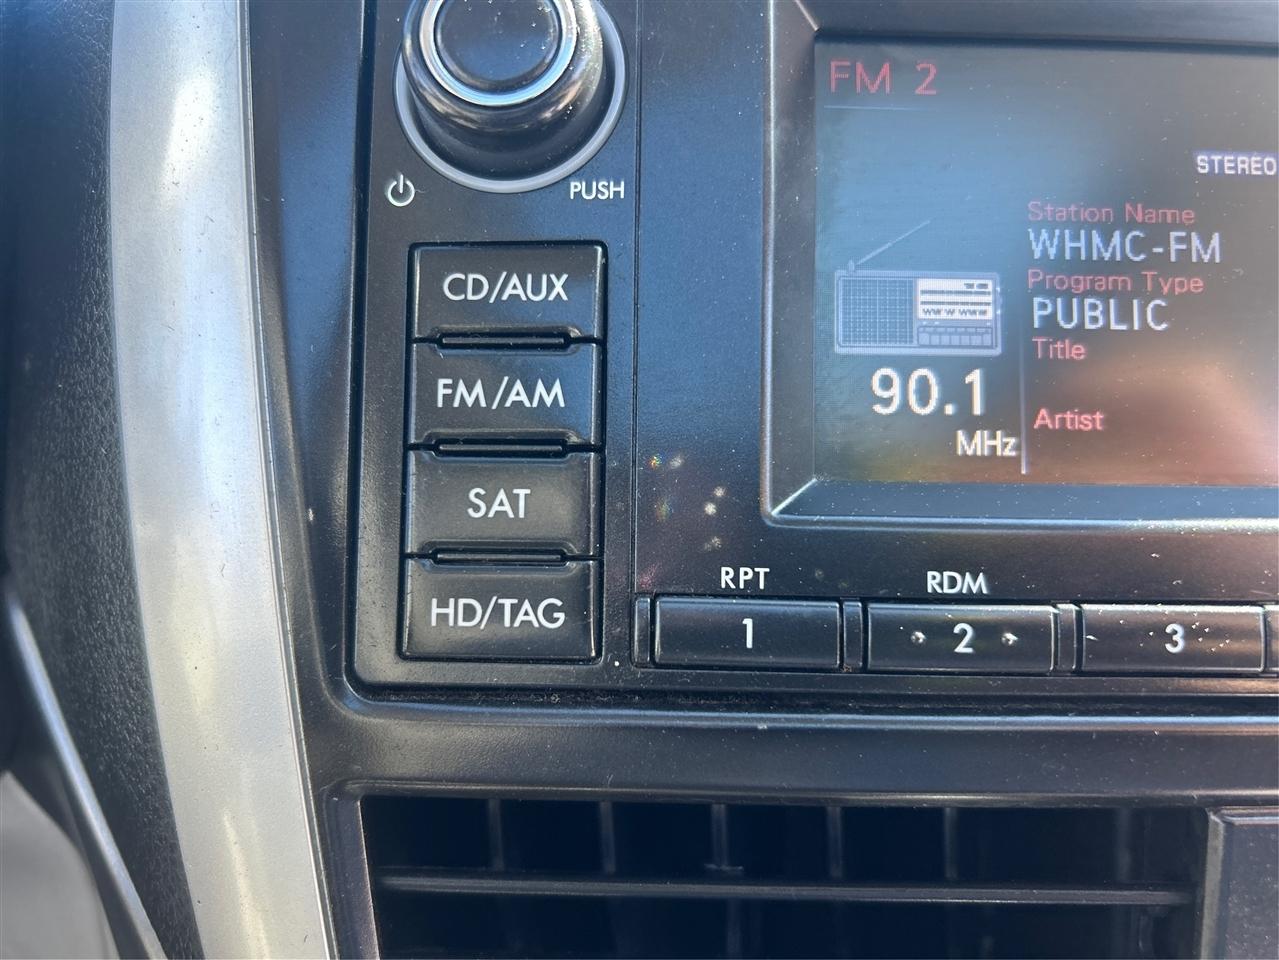 FM 2
STEREO
PUSH
Station Name
WHMC-FM
Program Type
PUBLIC
Title
Artist
90.1
MHz
CD/AUX
FM/AM
SAT
HD/TAG
RPT
RDM
1
2
3